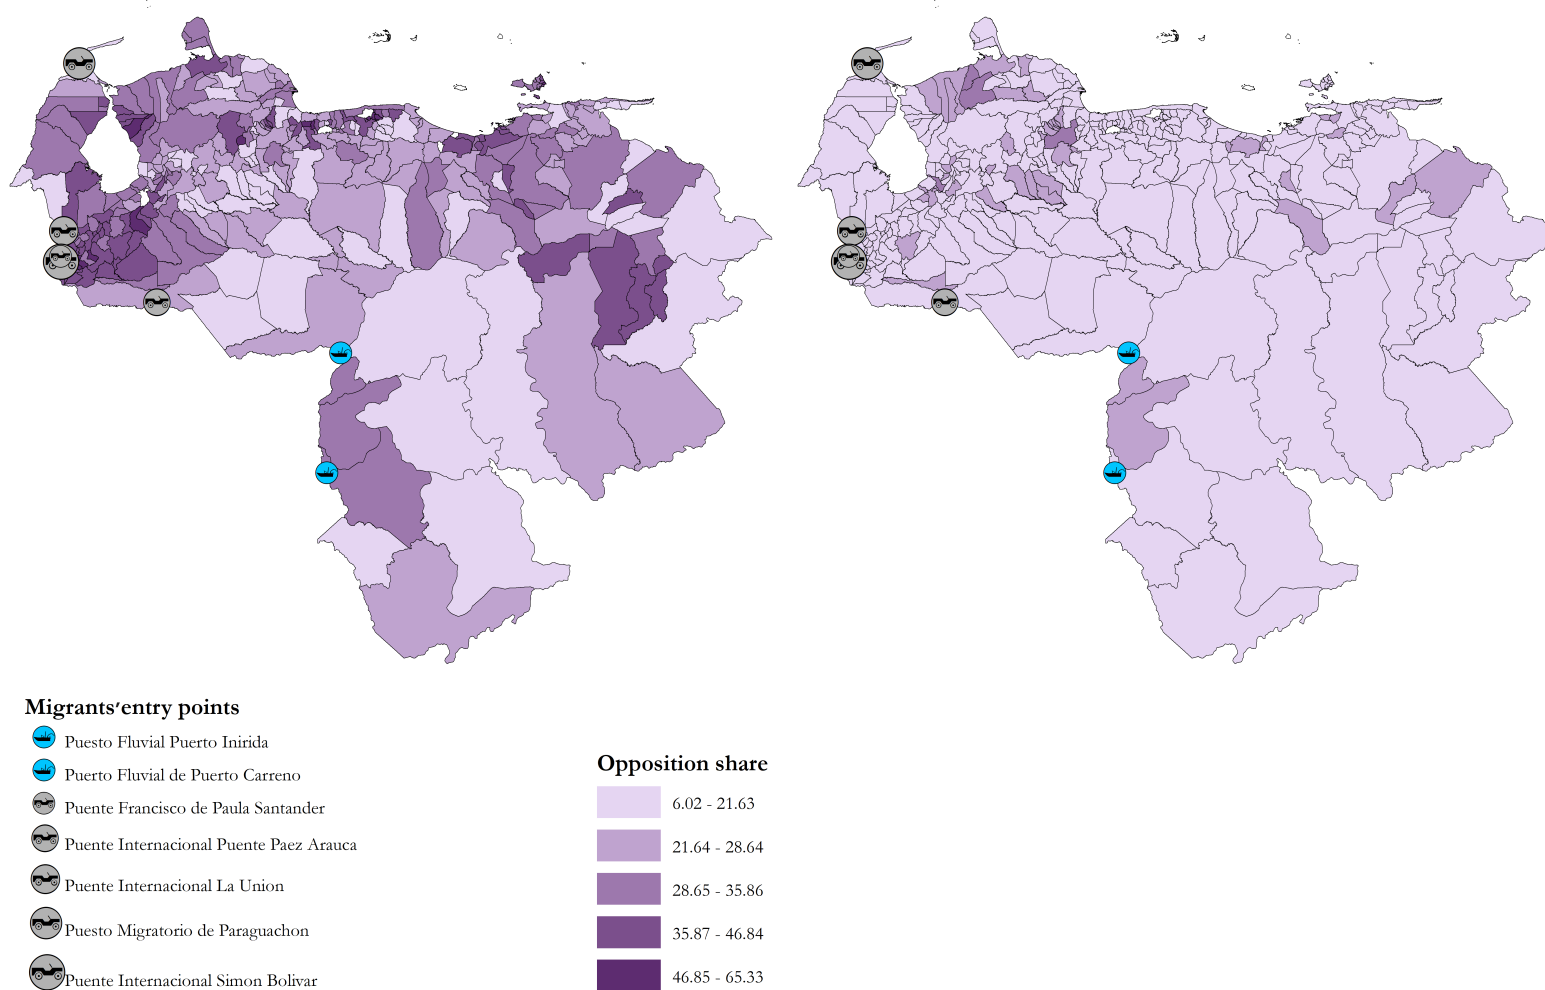 Migrants'entry points
Puesto Fluvial Puerto Inirida
Puerto Fluvial de Puerto Carreno
Puente Francisco de Paula Santander
Puente Internacional Puente Paez Arauca
Puente Internacional La Union
Puesto Migratorio de Paraguachon
Puente Internacional Simon Bolivar
Opposition share
6.02 - 21.63
21.64 - 28.64
28.65 - 35.86
35.87 - 46.84
46.85 - 65.33